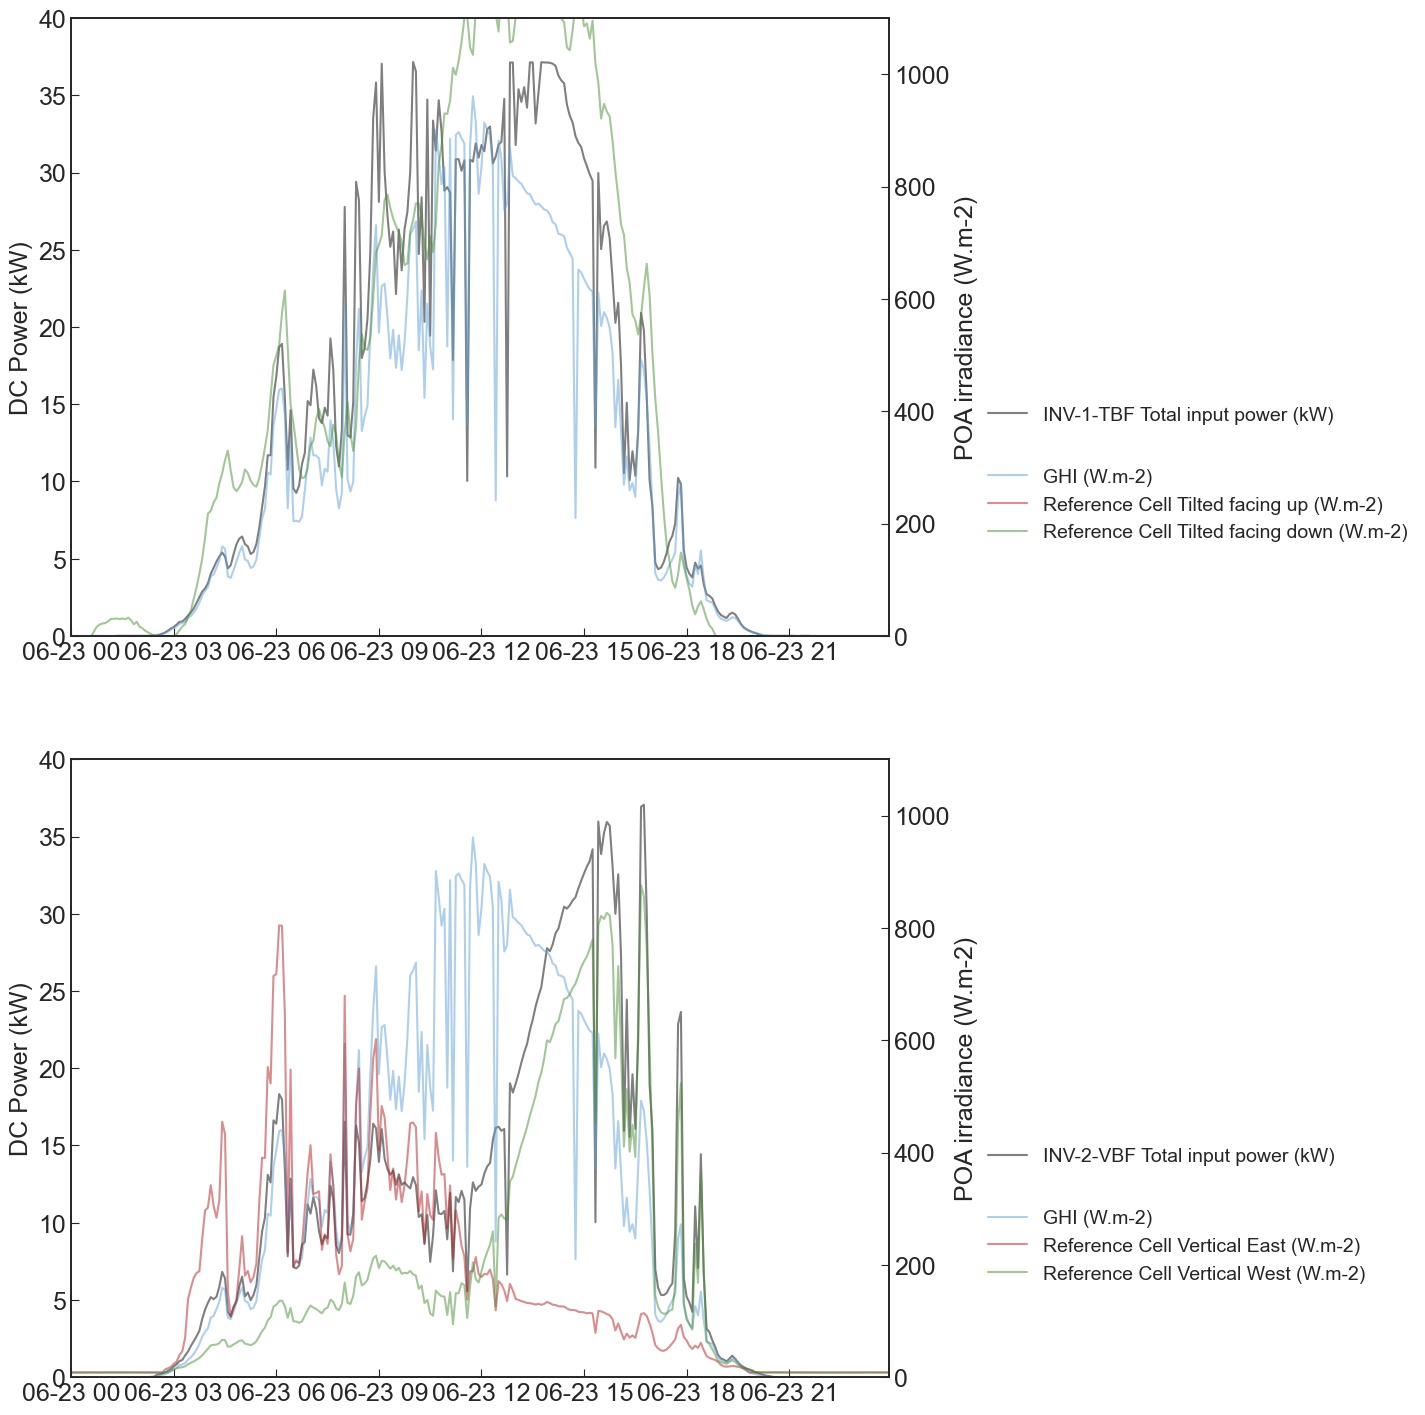 40
35
30
25
20
15
10
5
0
DC Power (kW)
1000
800
600
400
200
0
POA irradiance (W.m-2)
06-23 00 06-23 03 06-23 06 06-23 09 06-23 12 06-23 15 06-23 18 06-23 21
INV-1-TBF Total input power (kW)
GHI (W.m-2)
Reference Cell Tilted facing up (W.m-2)
Reference Cell Tilted facing down (W.m-2)
40
35
30
25
20
15
10
5
0
DC Power (kW)
1000
800
600
400
200
0
POA irradiance (W.m-2)
06-23 00 06-23 03 06-23 06 06-23 09 06-23 12 06-23 15 06-23 18 06-23 21
INV-2-VBF Total input power (kW)
GHI (W.m-2)
Reference Cell Vertical East (W.m-2)
Reference Cell Vertical West (W.m-2)